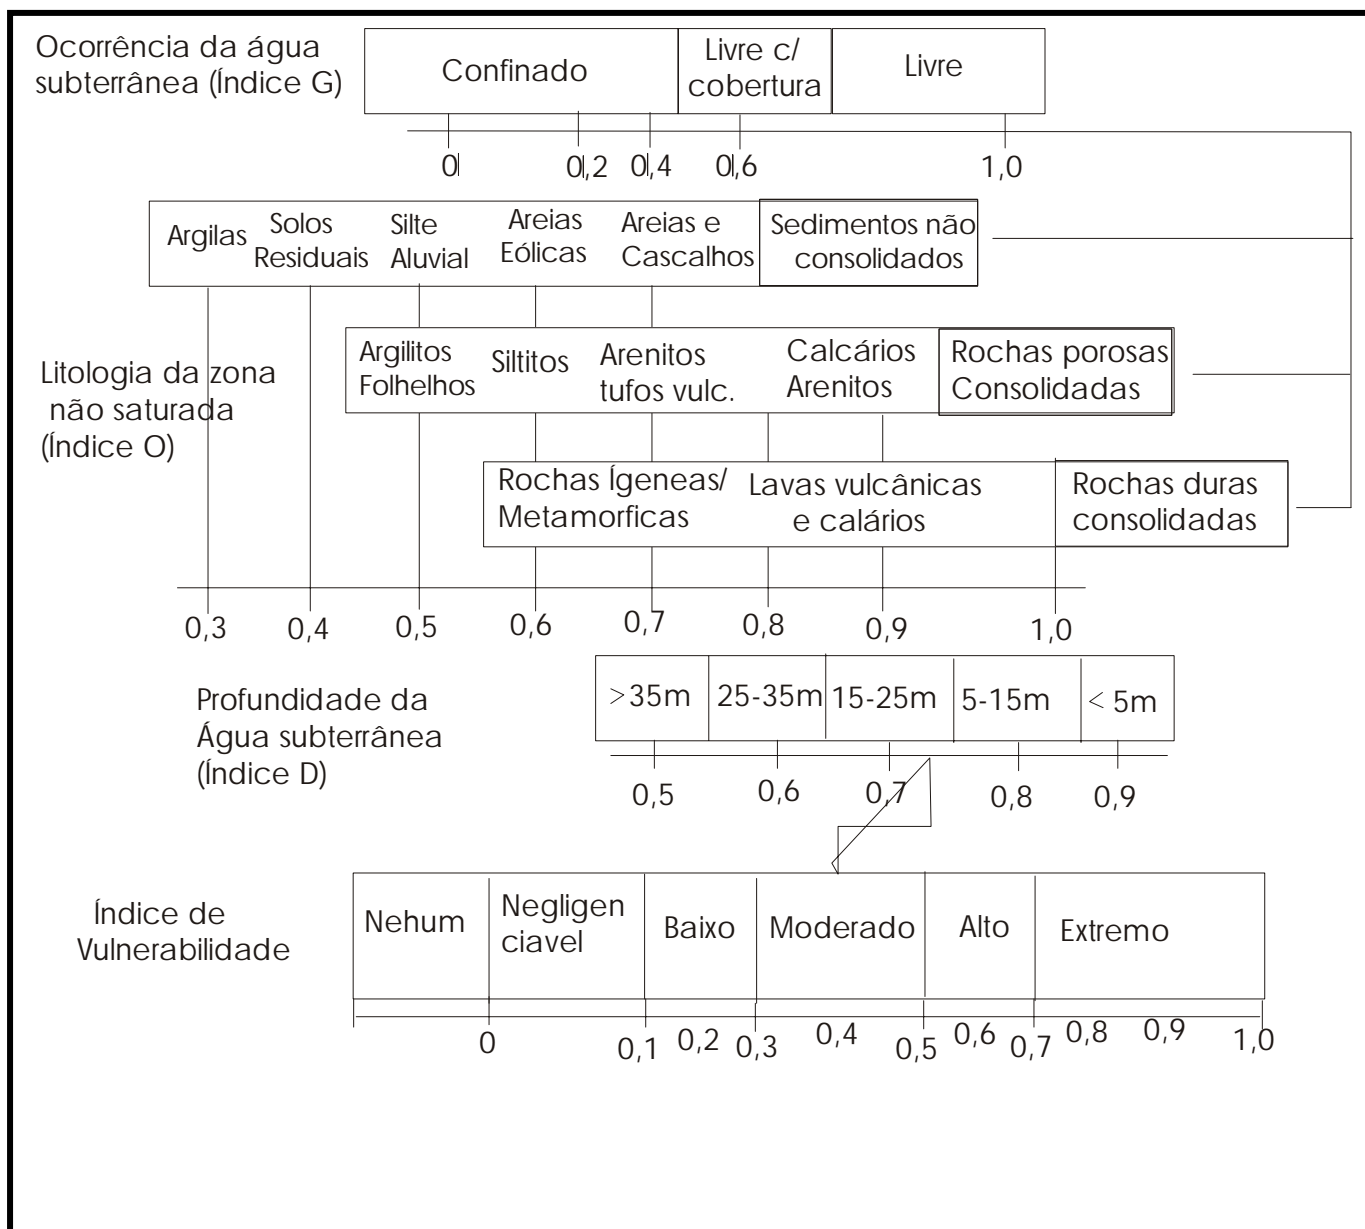 Ocorrência da água
subterrânea (Índice G)
Confinado
Livre c/
cobertura
Livre
0 0,2 0,4 0,6 1,0
Argilas
Solos
Residuais
Silte
Aluvial
Areias
Eólicas
Areias e
Cascalhos
Sedimentos não
consolidados
Litologia da zona
não saturada
(Índice O)
Argilitos
Folhelhos
Siltitos
Arenitos
tufos vulc.
Calcários
Arenitos
Rochas porosas
Consolidadas
Rochas Ígeneas/
Metamorficas
Lavas vulcânicas
e calários
Rochas duras
consolidadas
0,3 0,4 0,5 0,6 0,7 0,8 0,9 1,0
Profundidade da
Água subterrânea
(Índice D)
>35m 25-35m 15-25m 5-15m < 5m
0,5 0,6 0,7 0,8 0,9
Índice de
Vulnerabilidade
Nehum
Negligen
ciavel
Baixo
Moderado
Alto
Extremo
0 0,1 0,2 0,3 0,4 0,5 0,6 0,7 0,8 0,9 1,0